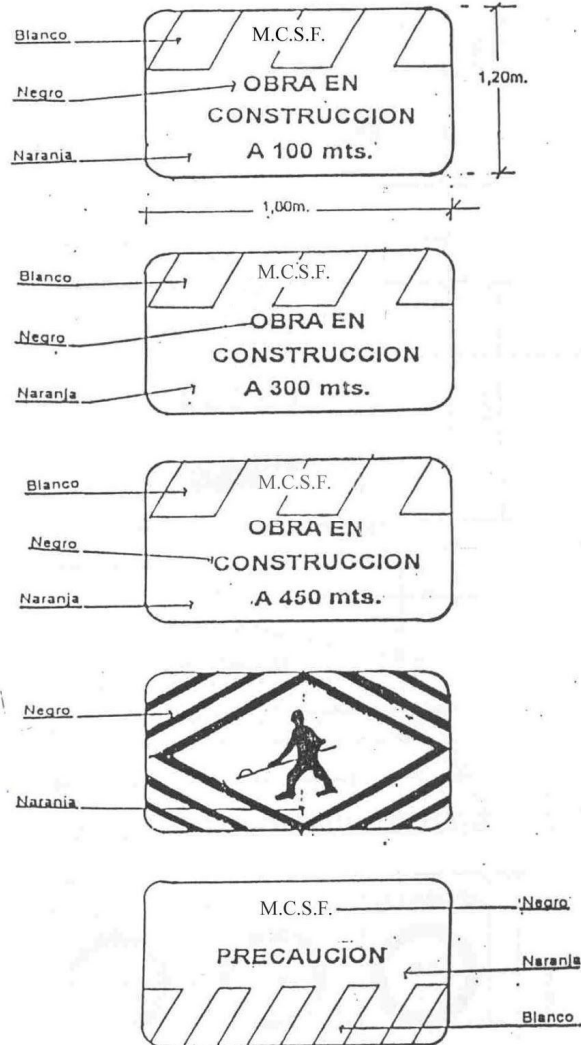 Blanco
M.C.S.F.
Negro
OBRA EN
CONSTRUCCION
Naranja
A 100 mts.
1,20m.
1,00m.
Blanco
M.C.S.F.
Negro
OBRA EN
CONSTRUCCION
Naranja
A 300 mts.
Blanco
M.C.S.F.
Negro
OBRA EN
CONSTRUCCION
Naranja
A 450 mts.
Negro
Naranja
M.C.S.F.
Negro
PRECAUCION
Naranja
Blanco